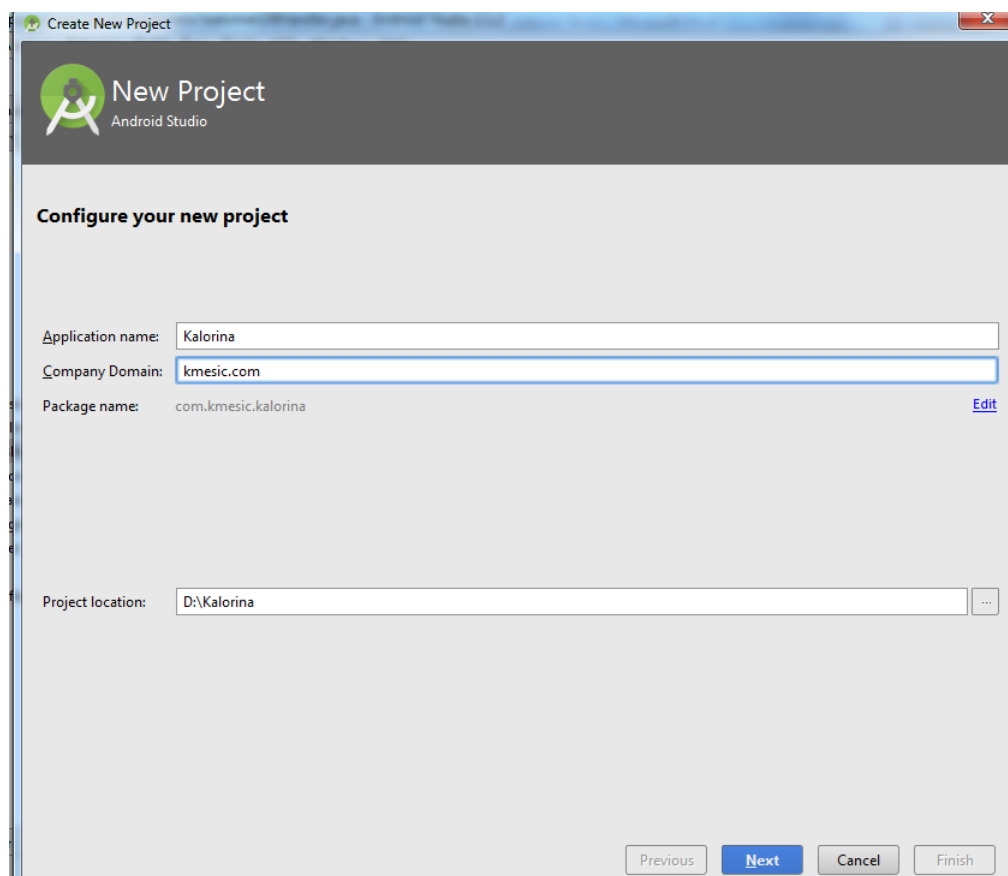 Create New Project
New Project
Android Studio
Configure your new project
Application name: Kalorina
Company Domain: kmesic.com
Package name: com.kmesic.kalorina Edit
Project location: D:\Kalorina ...
Previous Next Cancel Finish